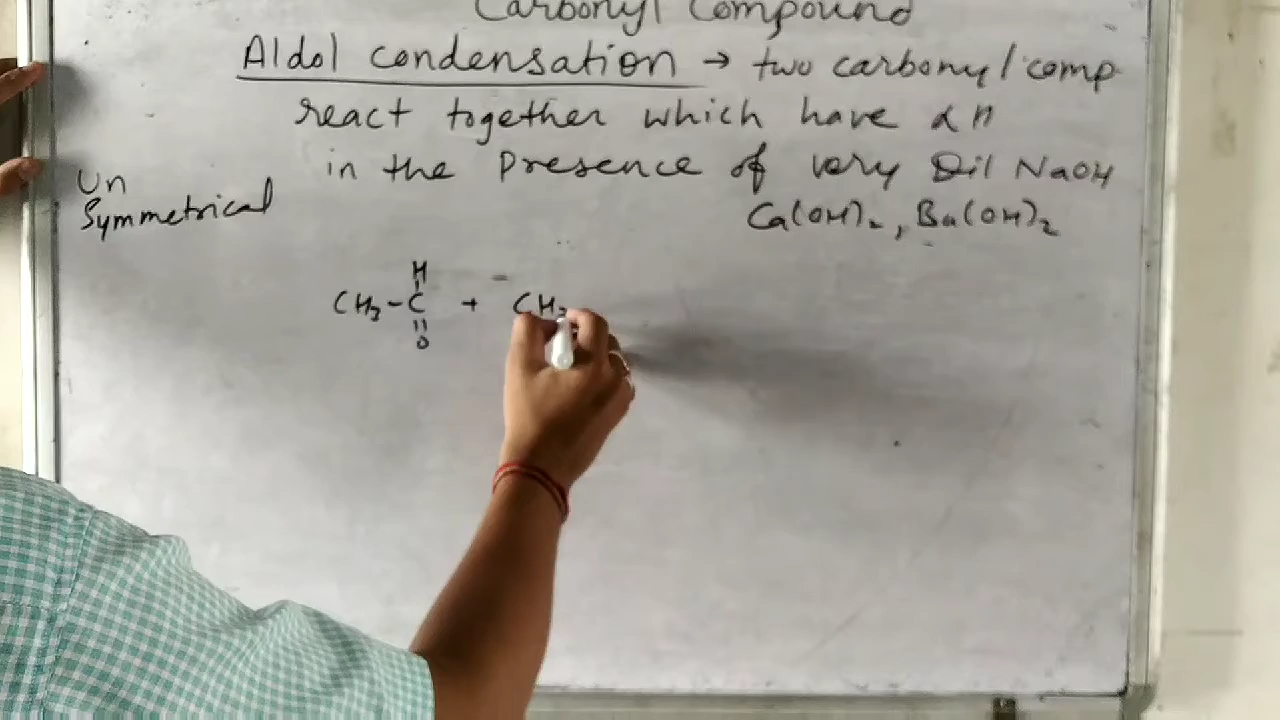 Carbonyl Compound
Aldol condensation → two carbonyl comp
react together which have α H
in the Presence of very Dil NaOH
Ca(OH)₂, Ba(OH)₂
Un
Symmetrical
H
CH₃-C + CH₃
O